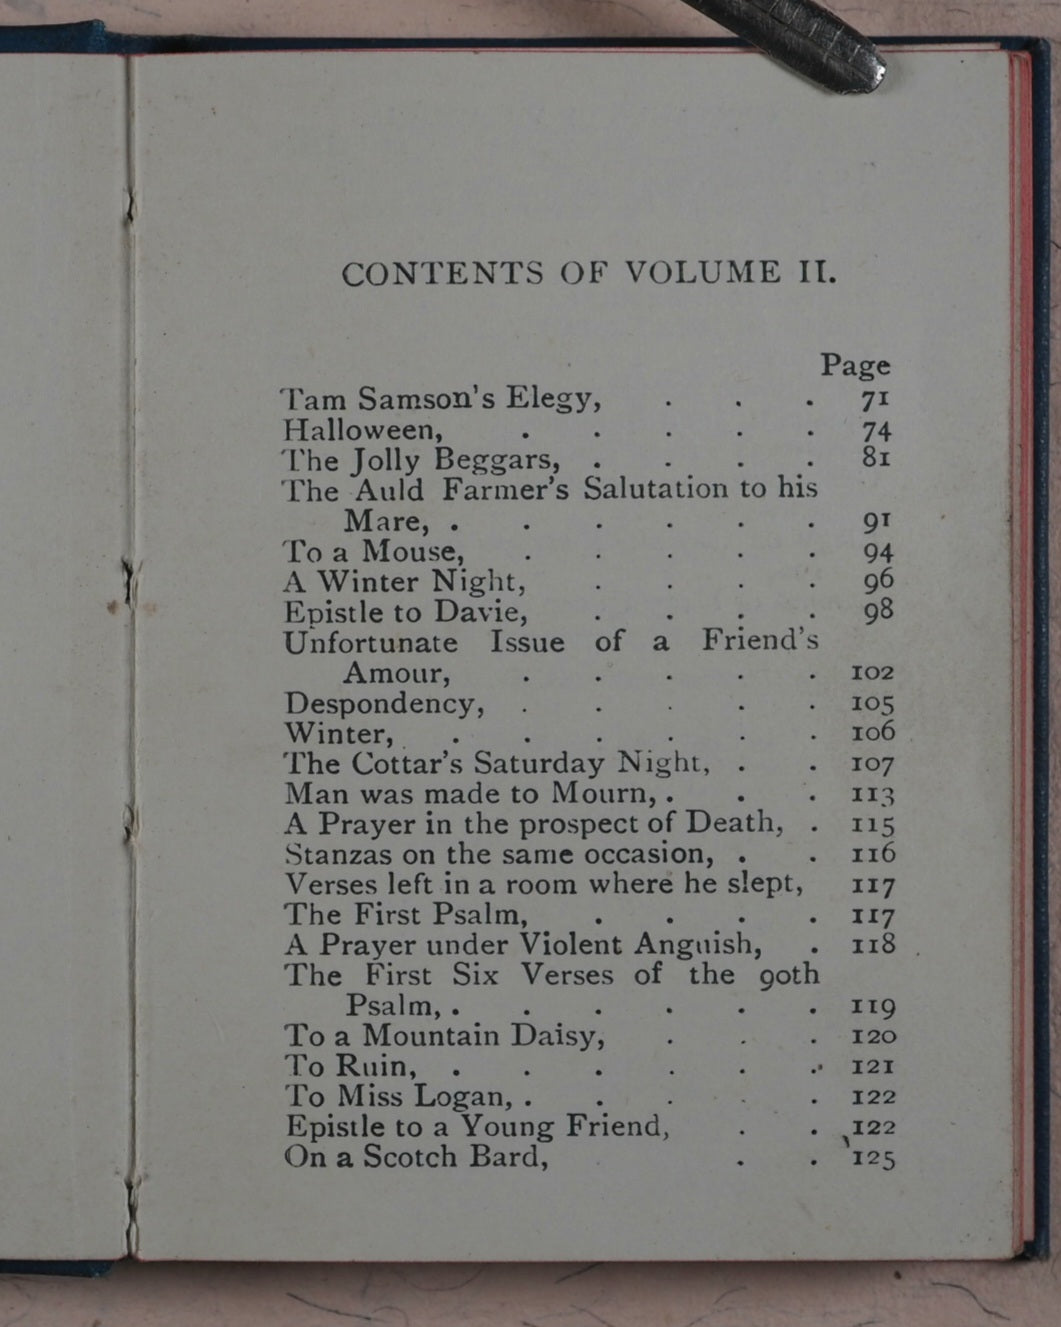 CONTENTS OF VOLUME II.
Page
Tam Samson's Elegy, . . . 71
Halloween, . . . . . 74
The Jolly Beggars, . . . . 81
The Auld Farmer's Salutation to his
Mare, . . . . . . 91
To a Mouse, . . . . . 94
A Winter Night, . . . . 96
Epistle to Davie, . . . . 98
Unfortunate Issue of a Friend's
Amour, . . . . . 102
Despondency, . . . . . 105
Winter, . . . . . . 106
The Cottar's Saturday Night, . . 107
Man was made to Mourn, . . . 113
A Prayer in the prospect of Death, . 115
Stanzas on the same occasion, . . 116
Verses left in a room where he slept, 117
The First Psalm, . . . . 117
A Prayer under Violent Anguish, . 118
The First Six Verses of the 90th
Psalm, . . . . . . 119
To a Mountain Daisy, . . . 120
To Ruin, . . . . . . 121
To Miss Logan, . . . . . 122
Epistle to a Young Friend, . . 122
On a Scotch Bard, . . 125